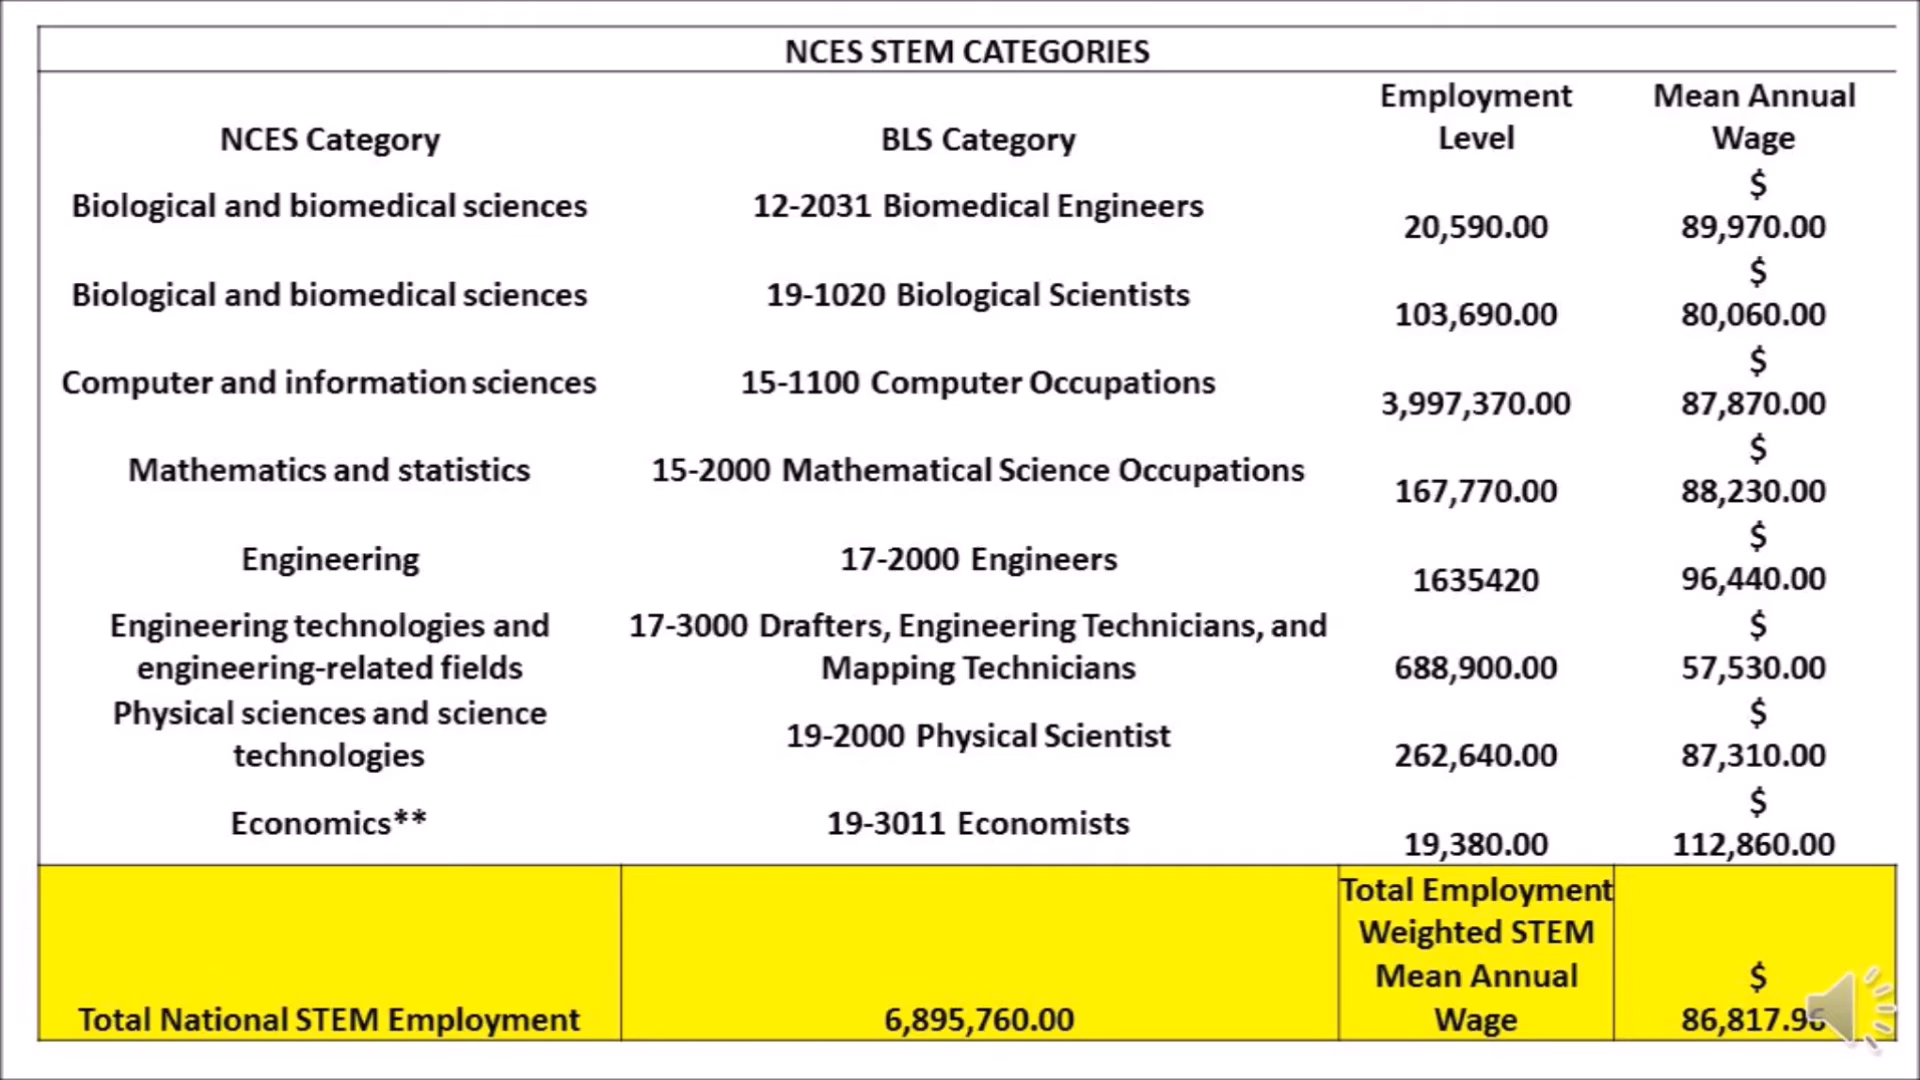 NCES STEM CATEGORIES
NCES Category BLS Category Employment Level Mean Annual Wage
Biological and biomedical sciences 12-2031 Biomedical Engineers 20,590.00 $ 89,970.00
Biological and biomedical sciences 19-1020 Biological Scientists 103,690.00 $ 80,060.00
Computer and information sciences 15-1100 Computer Occupations 3,997,370.00 $ 87,870.00
Mathematics and statistics 15-2000 Mathematical Science Occupations 167,770.00 $ 88,230.00
Engineering 17-2000 Engineers 1635420 $ 96,440.00
Engineering technologies and engineering-related fields 17-3000 Drafters, Engineering Technicians, and Mapping Technicians 688,900.00 $ 57,530.00
Physical sciences and science technologies 19-2000 Physical Scientist 262,640.00 $ 87,310.00
Economics** 19-3011 Economists 19,380.00 $ 112,860.00
Total National STEM Employment 6,895,760.00 Total Employment Weighted STEM Mean Annual Wage $ 86,817.96